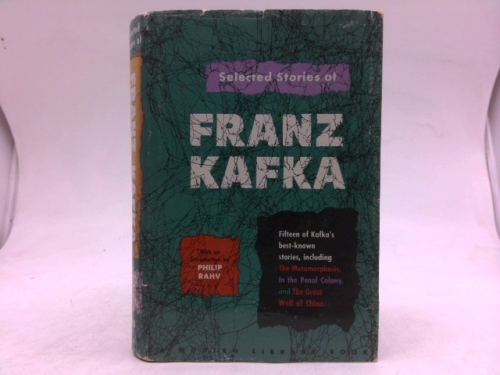 Selected Stories of
FRANZ
KAFKA
With an
Introduction by
PHILIP
RAHV
Fifteen of Kafka's
best-known
stories, including
The Metamorphosis,
In the Penal Colony,
and The Great
Wall of China.
A MODERN LIBRARY BOOK